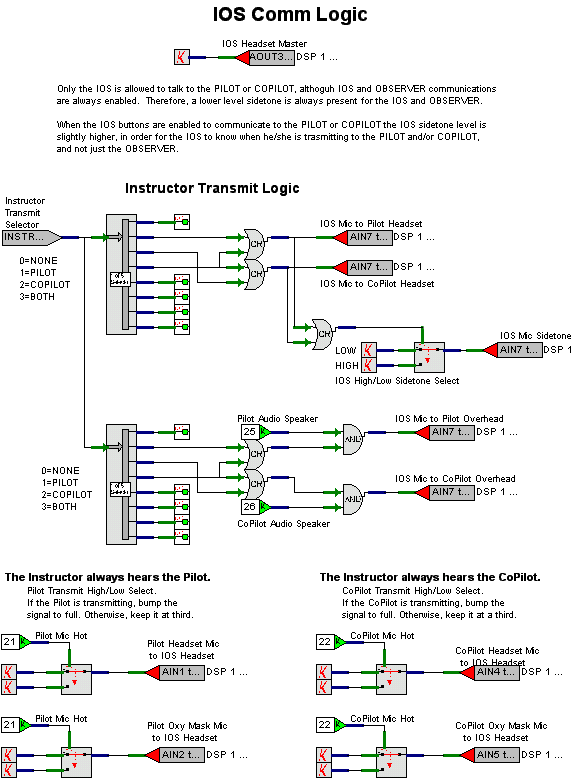 IOS Comm Logic
IOS Headset Master
K
AOUT3...
DSP 1 ...
Only the IOS is allowed to talk to the PILOT or COPILOT, althoguh IOS and OBSERVER communications
are always enabled. Therefore, a lower level sidetone is always present for the IOS and OBSERVER.
When the IOS buttons are enabled to communicate to the PILOT or COPILOT the IOS sidetone level is
slightly higher, in order for the IOS to know when he/she is trasmitting to the PILOT and/or COPILOT,
and not just the OBSERVER.
Instructor Transmit Logic
Instructor
Transmit
Selector
INSTR...
0=NONE
1=PILOT
2=COPILOT
3=BOTH
OR
OR
IOS Mic to Pilot Headset
AIN7 t...
DSP 1 ...
AIN7 t...
DSP 1 ...
IOS Mic to CoPilot Headset
OR
IOS Mic Sidetone
LOW
K
HIGH
K
AIN7 t...
DSP 1
IOS High/Low Sidetone Select
0=NONE
1=PILOT
2=COPILOT
3=BOTH
Pilot Audio Speaker
25
K
OR
OR
26
K
CoPilot Audio Speaker
AND
AND
IOS Mic to Pilot Overhead
AIN7 t...
DSP 1 ...
IOS Mic to CoPilot Overhead
AIN7 t...
DSP 1 ...
The Instructor always hears the Pilot.
Pilot Transmit High/Low Select.
If the Pilot is transmitting, bump the
signal to full. Otherwise, keep it at third.
21
K
Pilot Mic Hot
K
K
Pilot Headset Mic
to IOS Headset
AIN1 t...
DSP 1 ...
21
K
Pilot Mic Hot
K
K
Pilot Oxy Mask Mic
to IOS Headset
AIN2 t...
DSP 1 ...
The Instructor always hears the CoPilot.
CoPilot Transmit High/Low Select.
If the CoPilot is transmitting, bump the
signal to full. Otherwise, keep it at a third.
22
K
CoPilot Mic Hot
K
K
CoPilot Headset Mic
to IOS Headset
AIN4 t...
DSP 1 ...
22
K
CoPilot Mic Hot
K
K
CoPilot Oxy Mask Mic
to IOS Headset
AIN5 t...
DSP 1 ...